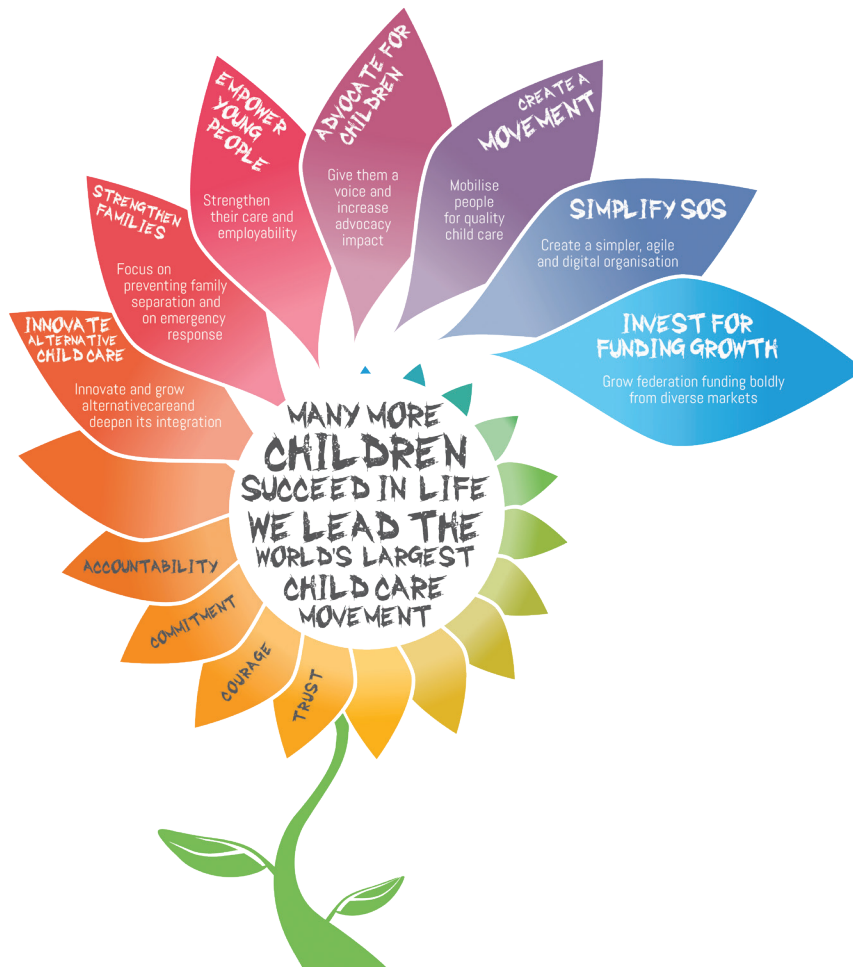 ADVOCATE FOR
CHILDREN
Give them a
voice and
increase
advocacy
impact
EMPOWER
YOUNG
PEOPLE
Strengthen
their care and
employability
CREATE A
MOVEMENT
Mobilise
people
for quality
child care
STRENGTHEN
FAMILIES
Focus on
preventing family
separation and
on emergency
response
SIMPLIFY SOS
Create a simpler, agile
and digital organisation
INNOVATE
ALTERNATIVE
CHILD CARE
Innovate and grow
alternativecareand
deepen its integration
INVEST FOR
FUNDING GROWTH
Grow federation funding boldly
from diverse markets
MANY MORE
CHILDREN
SUCCEED IN LIFE
WE LEAD THE
WORLD'S LARGEST
CHILD CARE
MOVEMENT
ACCOUNTABILITY
COMMITMENT
COURAGE
TRUST